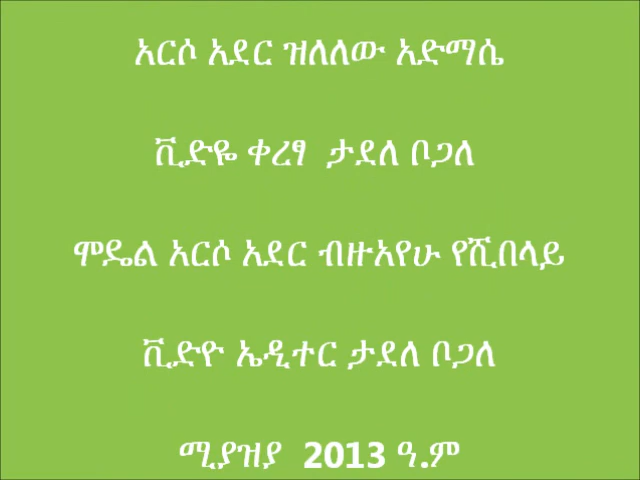 አርሶ አደር ዝለለው አድማሴ
ቪድዬ ቀረፃ ታደለ ቦጋለ
ሞዴል አርሶ አደር ብዙአየሁ የሺበላይ
ቪድዮ ኤዲተር ታደለ ቦጋለ
ሚያዝያ 2013 ዓ.ም